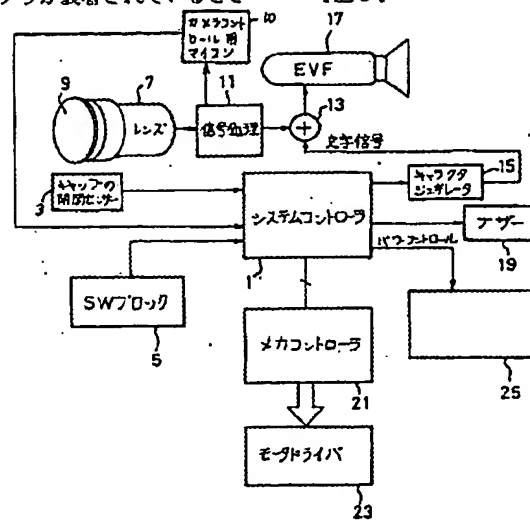 カメラコント
ロール用
マイコン
10
17
EVF
9
7
11
レンズ
信号処理
13
文字信号
キャップの
開閉センサー
3
キャラクタ
ジェネレータ
15
システムコントローラ
ブザー
19
パワコントロール
1
SWブロック
5
メカコントローラ
21
25
モータドライバ
23